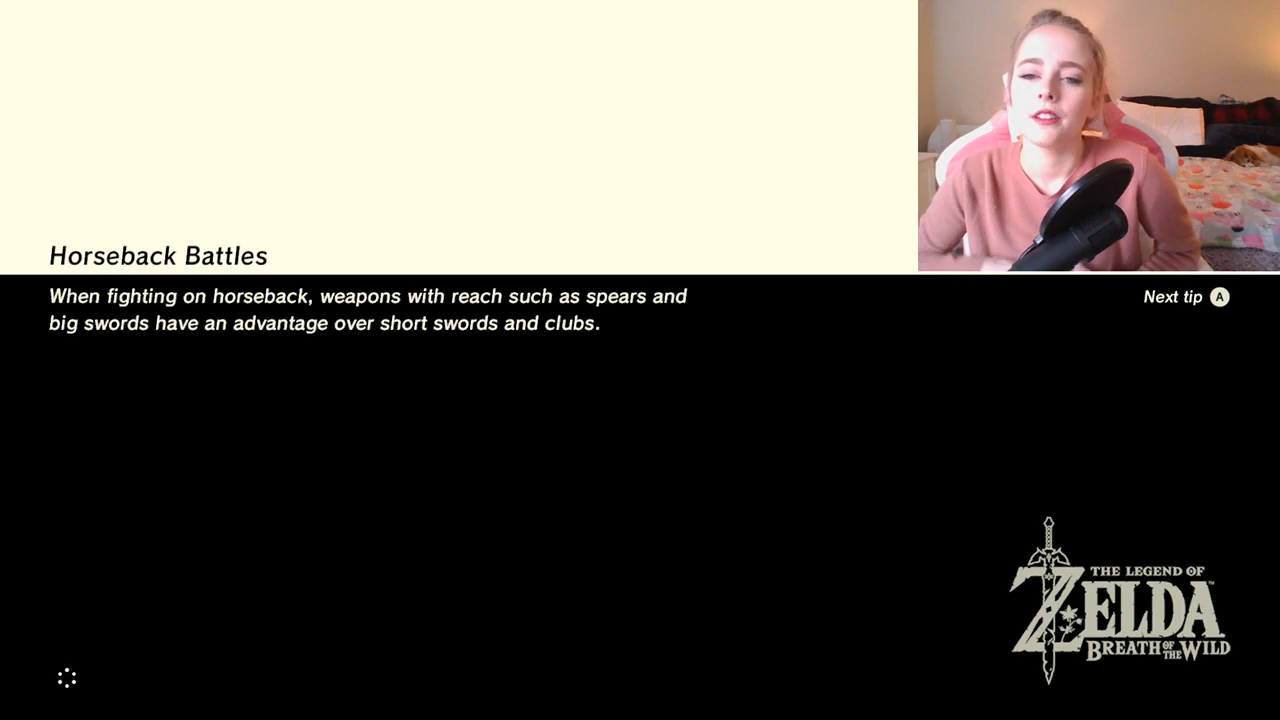 Horseback Battles
When fighting on horseback, weapons with reach such as spears and
big swords have an advantage over short swords and clubs.
Next tip A
THE LEGEND OF
ZELDA
BREATH OF THE WILD